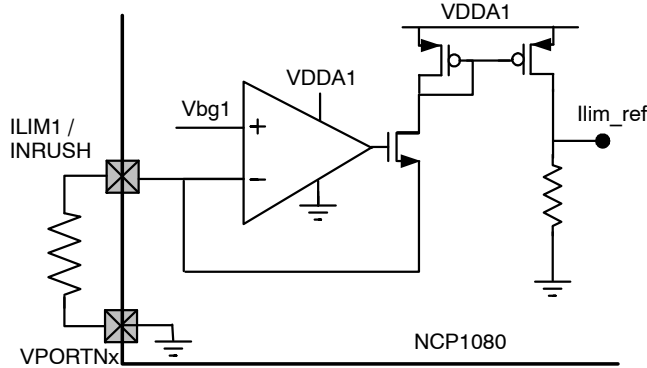 VDDA1
VDDA1
Vbg1
+
−
ILIM1 /
INRUSH
Ilim_ref
NCP1080
VPORTNx